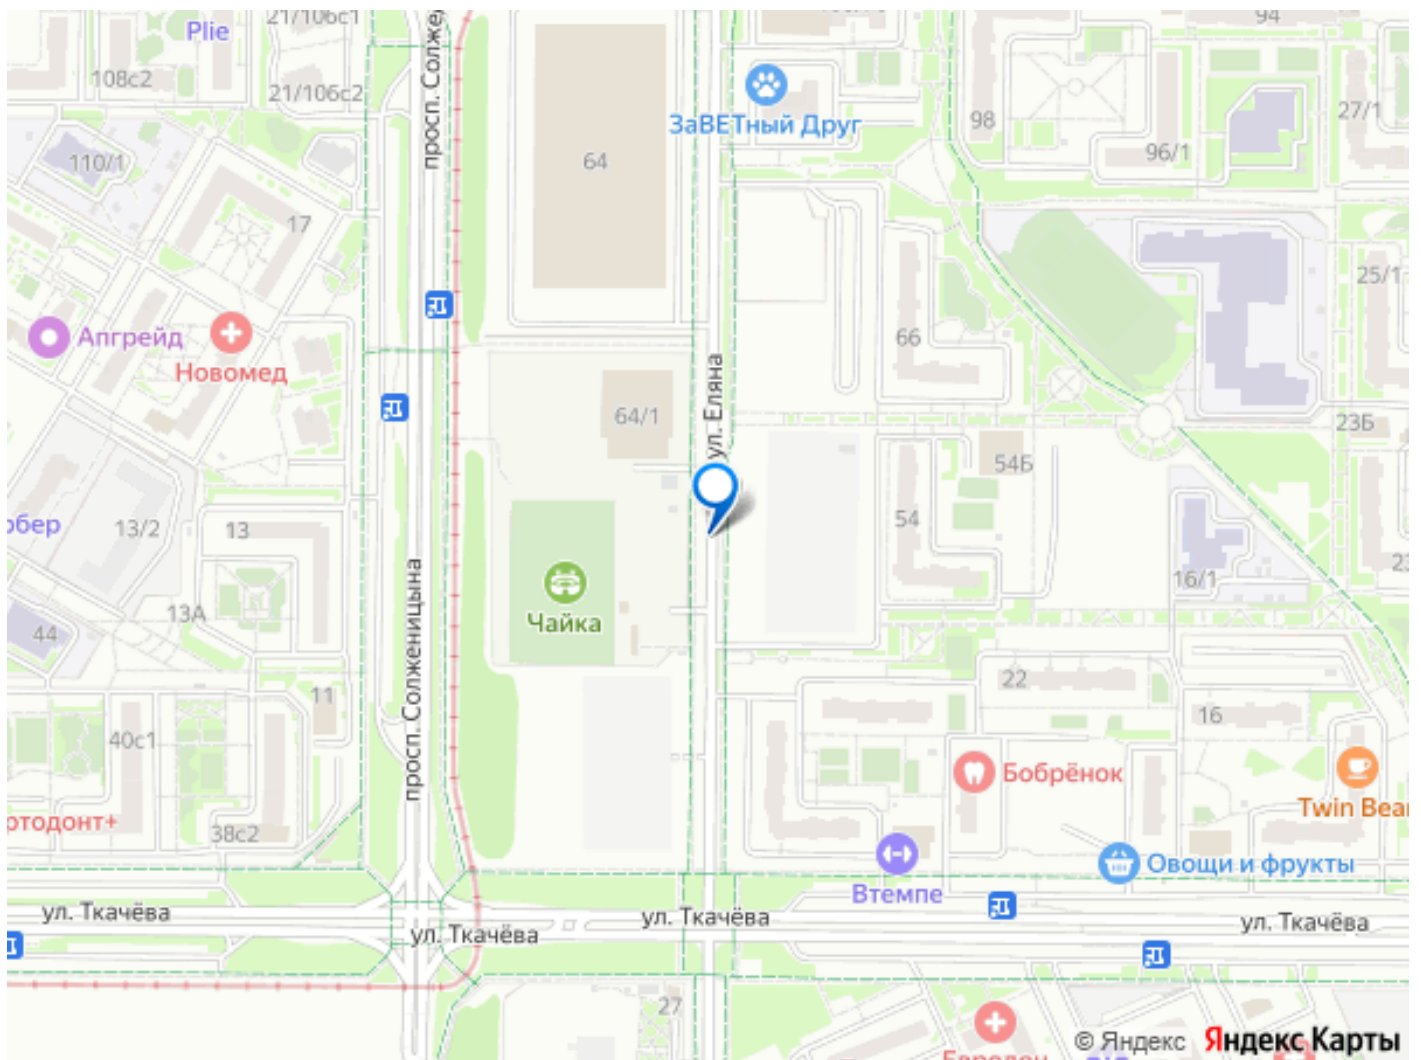 21/106с1
Plie
94
108с2
21/106с2
просп. Солже
ЗаВЕТный Друг
98
27/1
110/1
64
96/1
17
25/1
Апгрейд
Новомед
66
ул. Еляна
64/1
23Б
54Б
13/2
13
54
16/1
Чайка
13А
44
просп. Солженицына
22
11
16
40с1
Бобрёнок
Twin Bear
ртодонт+
38с2
Втемпе
Овощи и фрукты
ул. Ткачёва
ул. Ткачёва
ул. Ткачёва
ул. Ткачёва
27
© Яндекс Яндекс Карты